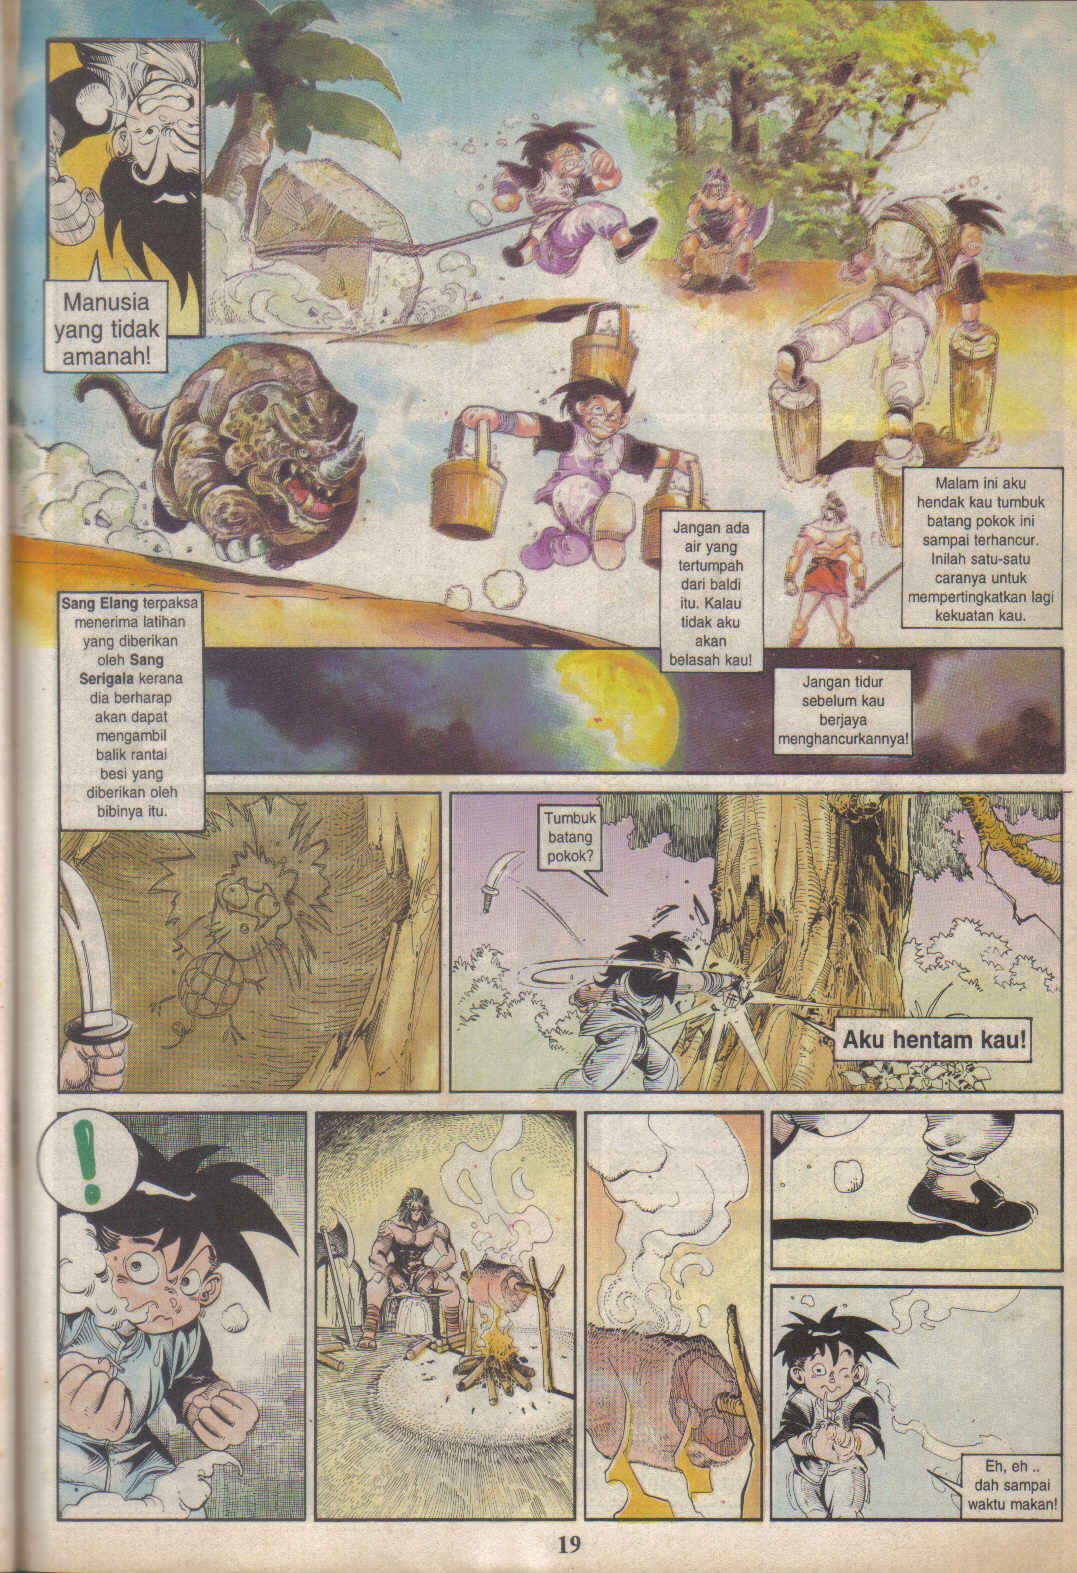 Manusia
yang tidak
amanah!
Jangan ada
air yang
tertumpah
dari baldi
itu. Kalau
tidak aku
akan
belasah kau!
Malam ini aku
hendak kau tumbuk
batang pokok ini
sampai terhancur.
Inilah satu-satu
caranya untuk
mempertingkatkan lagi
kekuatan kau.
Sang Elang terpaksa
menerima latihan
yang diberikan
oleh Sang
Serigala kerana
dia berharap
akan dapat
mengambil
balik rantai
besi yang
diberikan oleh
bibinya itu.
Jangan tidur
sebelum kau
berjaya
menghancurkannya!
Tumbuk
batang
pokok?
Aku hentam kau!
!
Eh, eh ..
dah sampai
waktu makan!
19